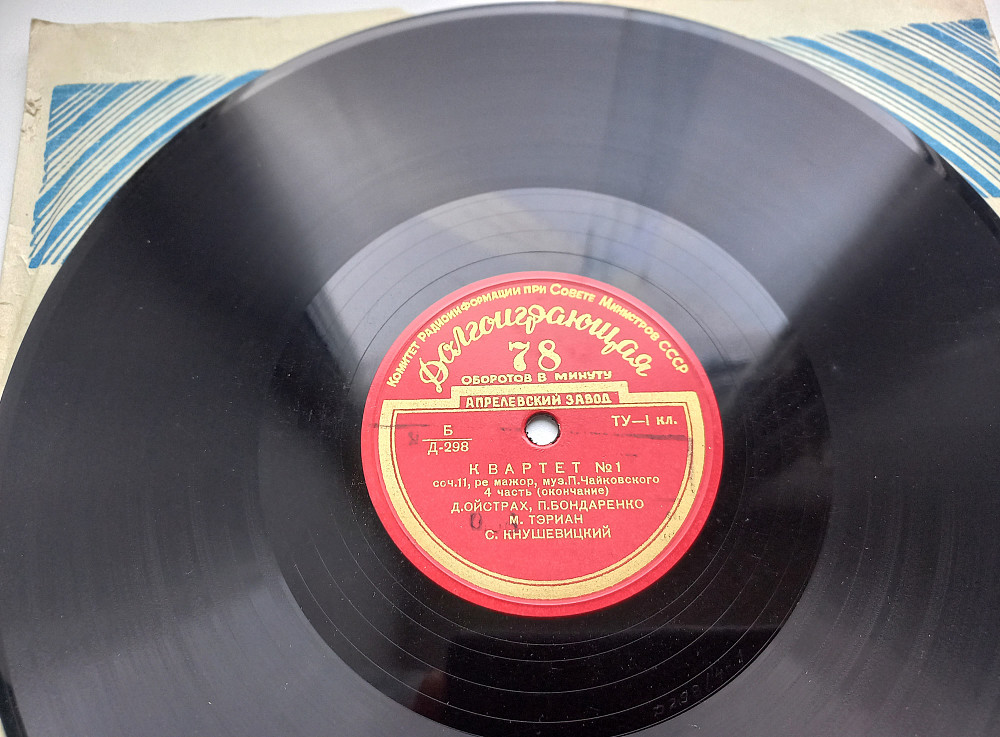 Комитет Радиоинформации при Совете Министров СССР
Долгоиграющая
78
ОБОРОТОВ В МИНУТУ
АПРЕЛЕВСКИЙ ЗАВОД
Б
Д-298
ТУ—I кл.
КВАРТЕТ №1
соч.11, ре мажор, муз.П.Чайковского
4 часть (окончание)
Д.ОЙСТРАХ, П.БОНДАРЕНКО
М. ТЭРИАН
С. КНУШЕВИЦКИЙ